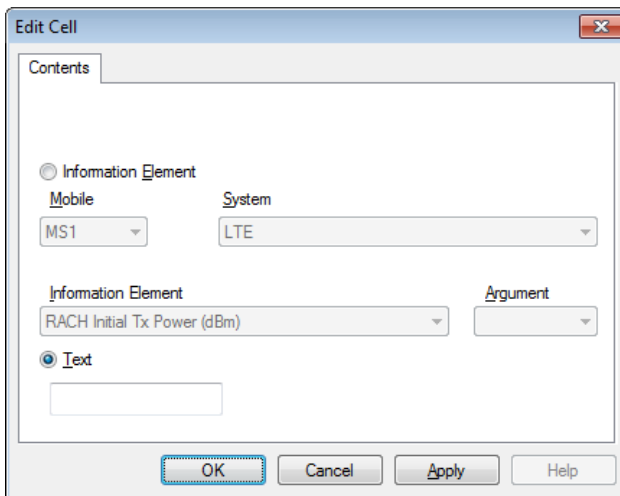 Edit Cell
Contents
Information Element
Mobile System
MS1 LTE
Information Element Argument
RACH Initial Tx Power (dBm)
Text
OK Cancel Apply Help